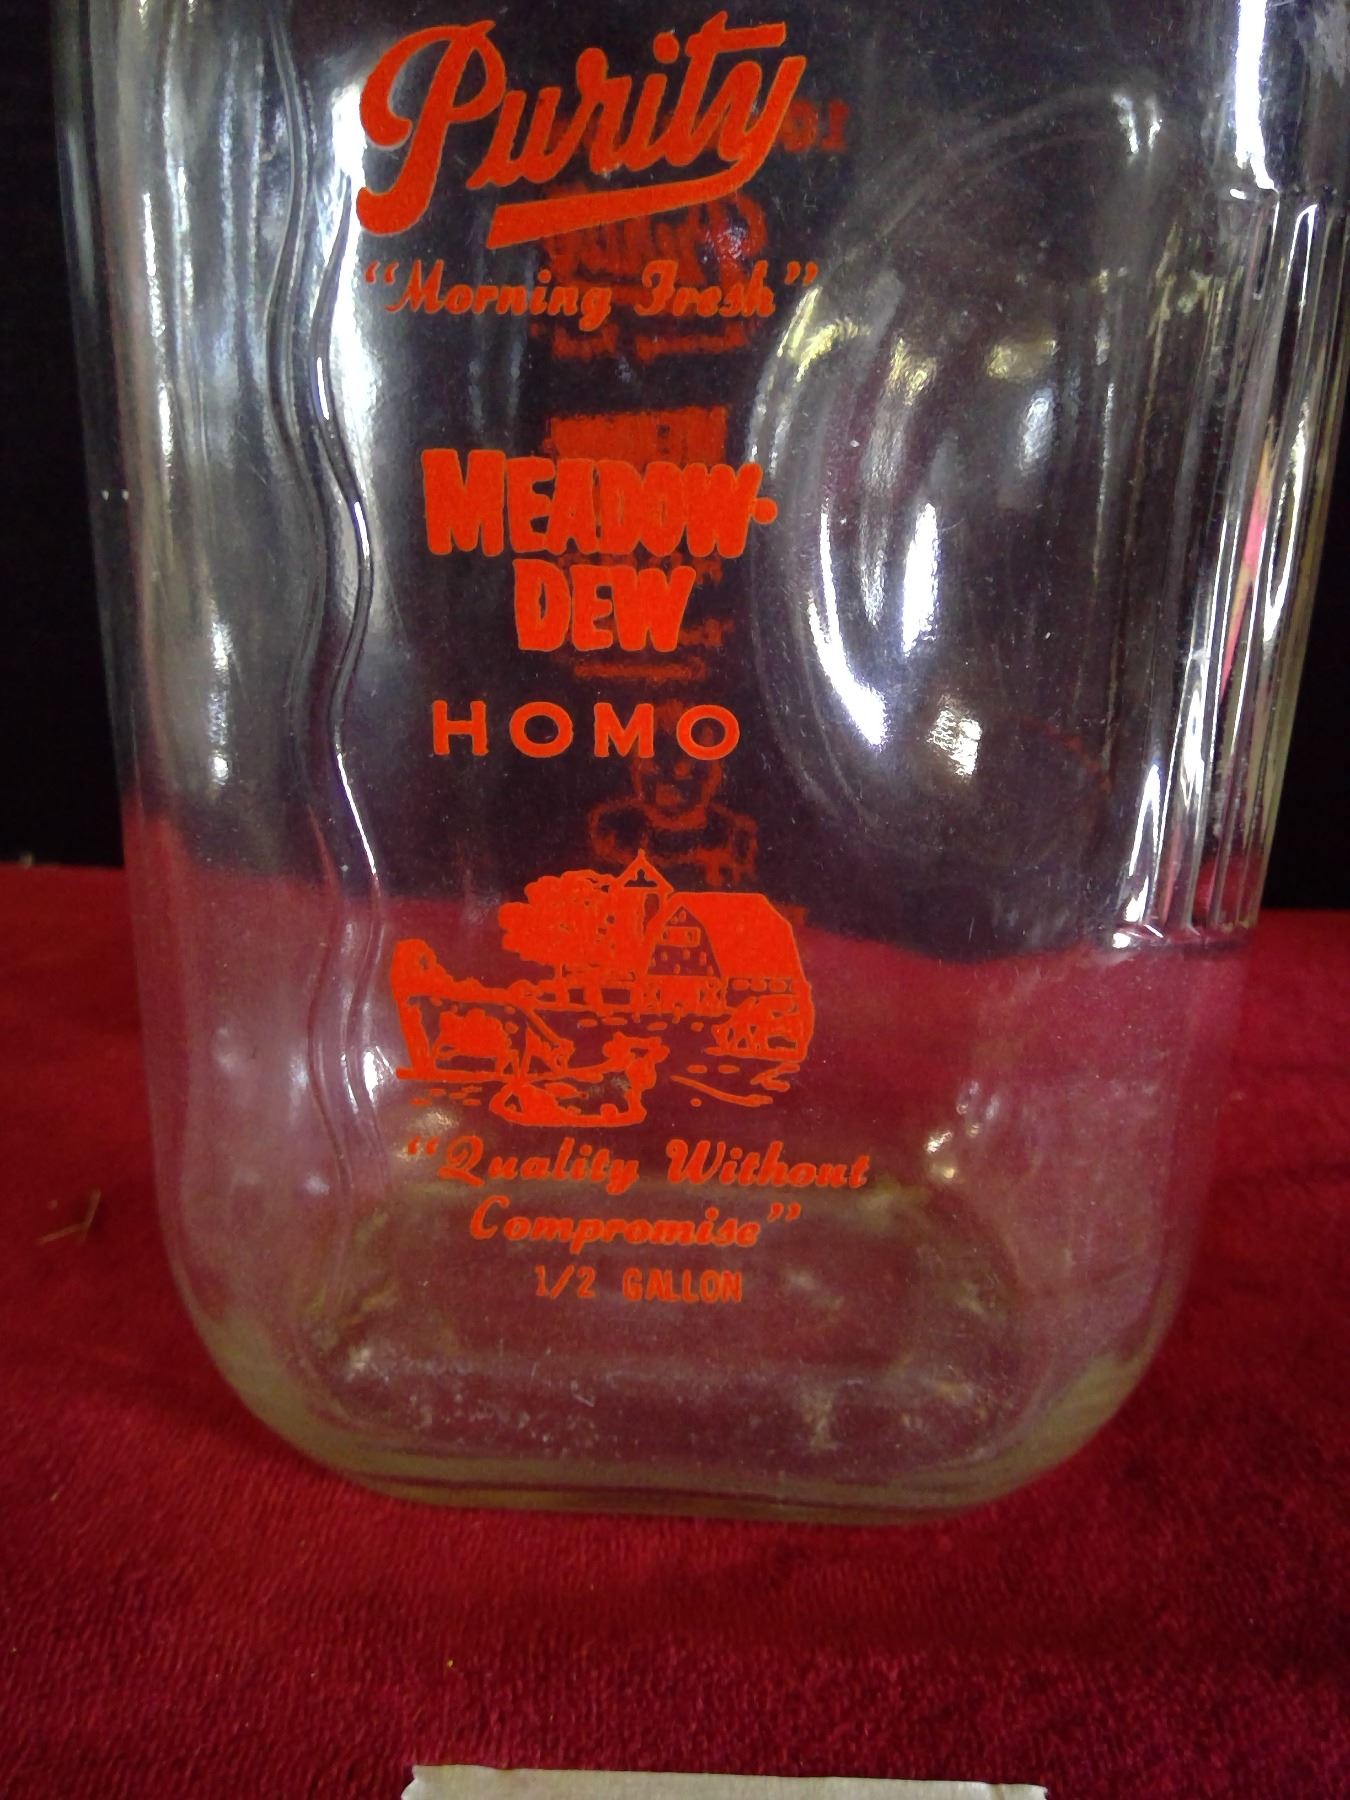 Purity
“Morning Fresh”
MEADOW-
DEW
HOMO
“Quality Without
Compromise”
1/2 GALLON